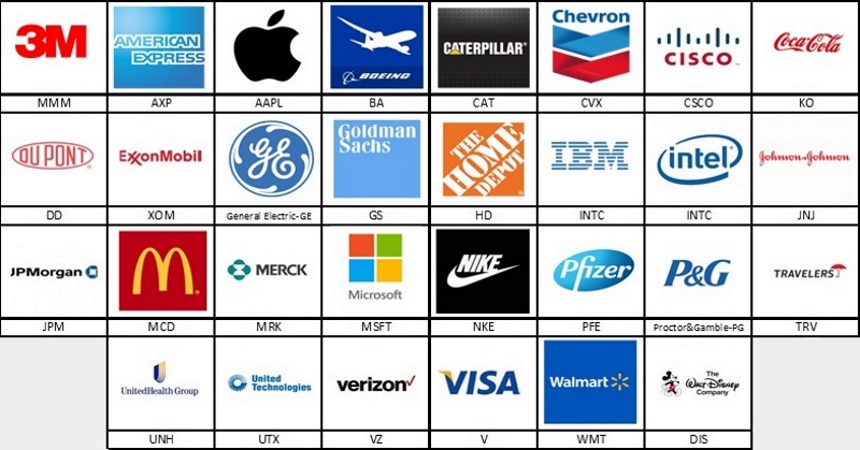 3M
AMERICAN
EXPRESS
BOEING
CATERPILLAR®
Chevron
CISCO
Coca-Cola
MMM
AXP
AAPL
BA
CAT
CVX
CSCO
KO
DU PONT
ExxonMobil
GE
Goldman
Sachs
THE
HOME
DEPOT
IBM
intel
Johnson & Johnson
DD
XOM
General Electric-GE
GS
HD
INTC
INTC
JNJ
JPMorgan
M
MERCK
Microsoft
NIKE
Pfizer
P&G
TRAVELERS
JPM
MCD
MRK
MSFT
NKE
PFE
Proctor&Gamble-PG
TRV
UnitedHealth Group
United
Technologies
verizon
VISA
Walmart
The
Walt Disney
Company
UNH
UTX
VZ
V
WMT
DIS